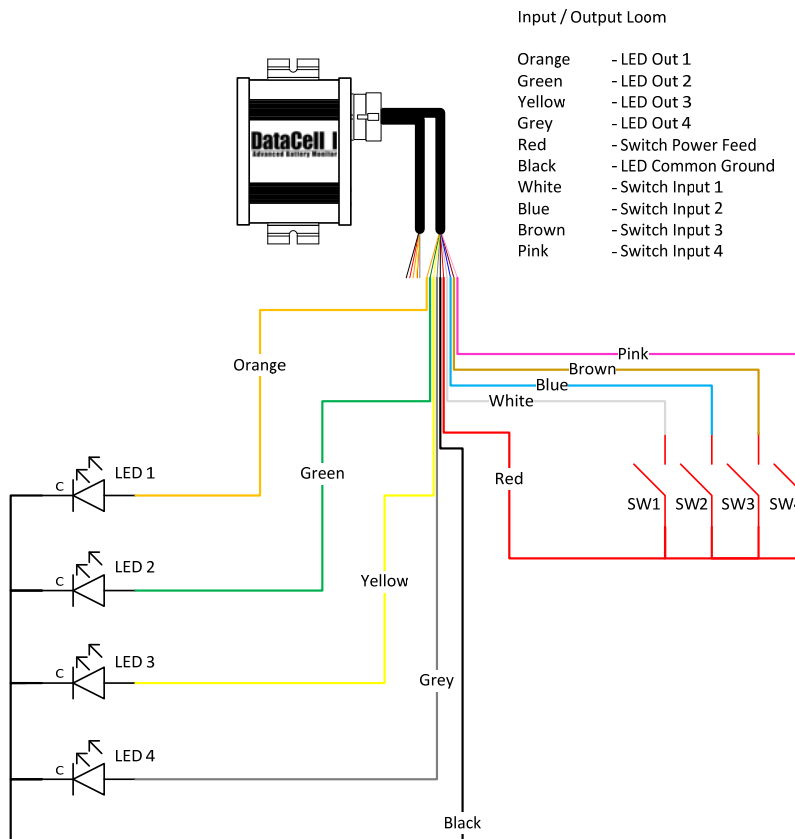 Input / Output Loom
Orange - LED Out 1
Green - LED Out 2
Yellow - LED Out 3
Grey - LED Out 4
Red - Switch Power Feed
Black - LED Common Ground
White - Switch Input 1
Blue - Switch Input 2
Brown - Switch Input 3
Pink - Switch Input 4
DataCell I
Advanced Battery Monitor
Pink
Brown
Blue
White
Orange
Green
Red
Yellow
Grey
Black
C LED 1
C LED 2
C LED 3
C LED 4
SW1 SW2 SW3 SW4